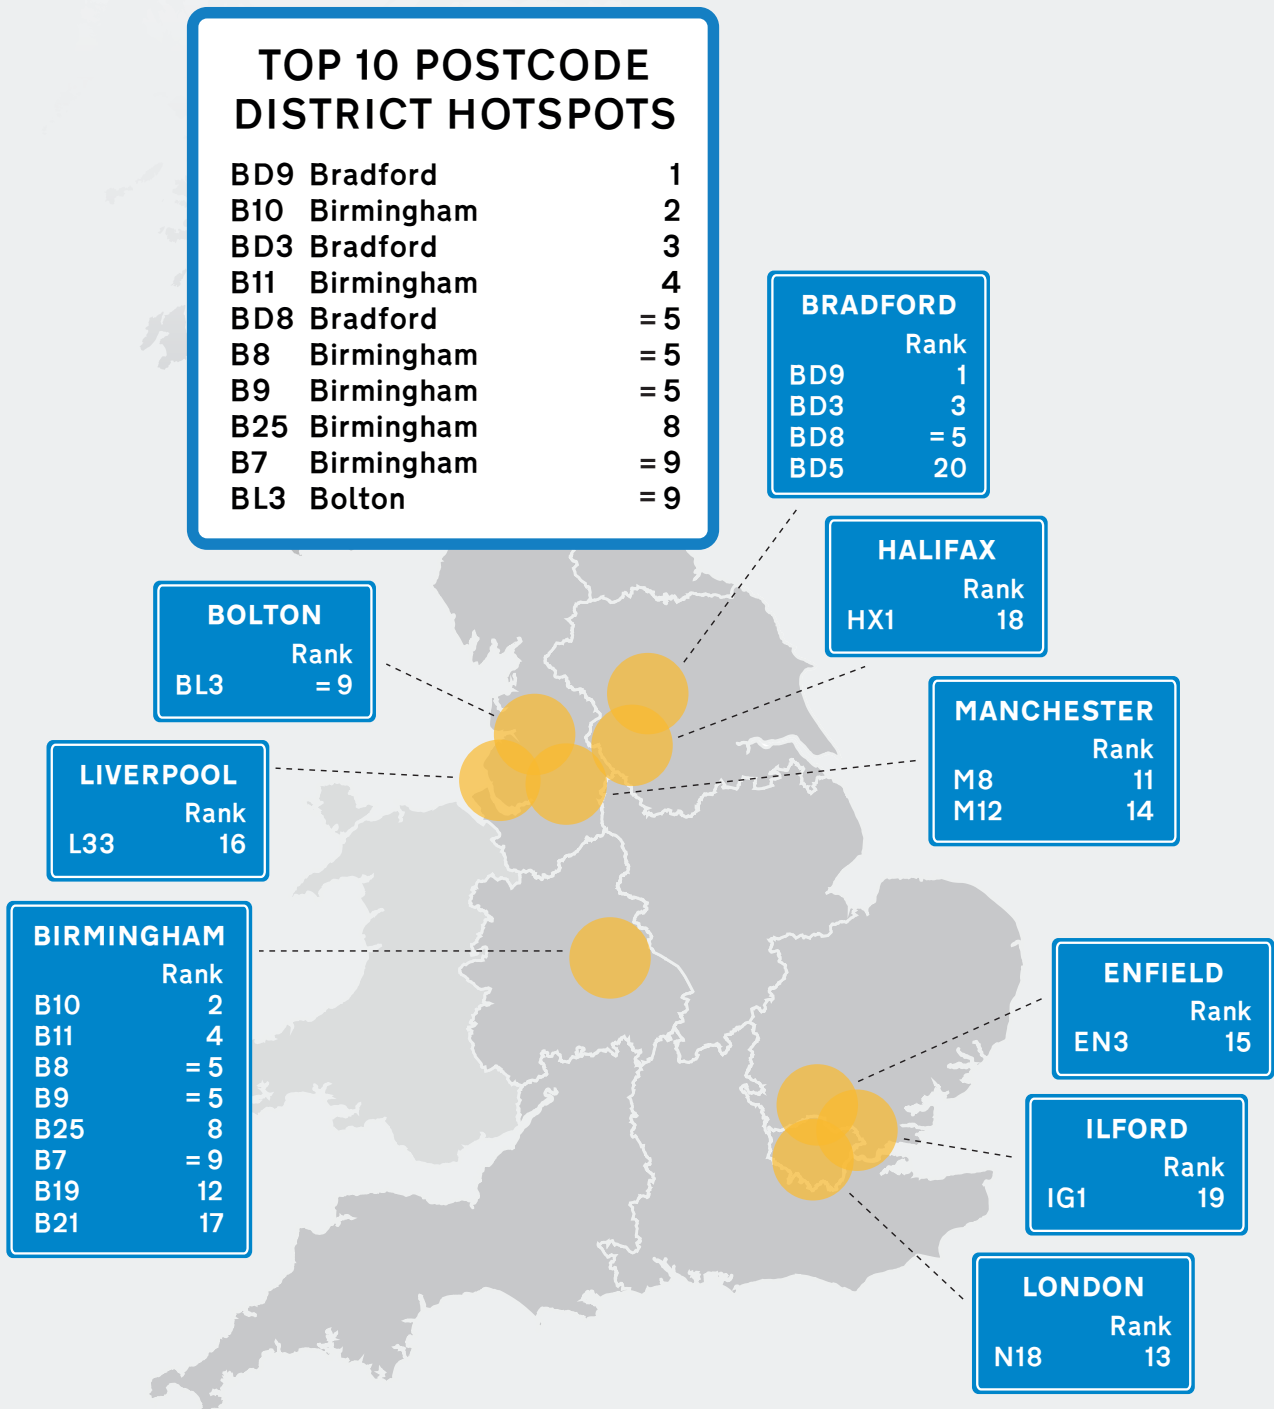 TOP 10 POSTCODE
DISTRICT HOTSPOTS
BD9 Bradford 1
B10 Birmingham 2
BD3 Bradford 3
B11 Birmingham 4
BD8 Bradford = 5
B8 Birmingham = 5
B9 Birmingham = 5
B25 Birmingham 8
B7 Birmingham = 9
BL3 Bolton = 9
BRADFORD
Rank
BD9 1
BD3 3
BD8 = 5
BD5 20
HALIFAX
Rank
HX1 18
BOLTON
Rank
BL3 = 9
MANCHESTER
Rank
M8 11
M12 14
LIVERPOOL
Rank
L33 16
BIRMINGHAM
Rank
B10 2
B11 4
B8 = 5
B9 = 5
B25 8
B7 = 9
B19 12
B21 17
ENFIELD
Rank
EN3 15
ILFORD
Rank
IG1 19
LONDON
Rank
N18 13